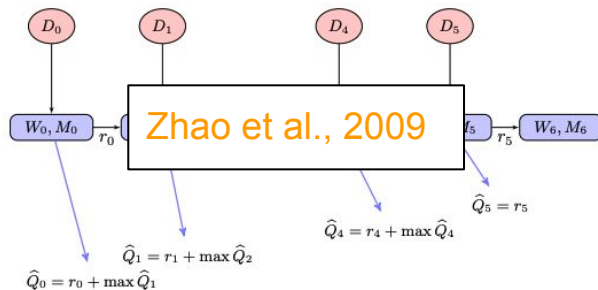 D₀ D₁ D₄ D₅
W₀, M₀ r₀ Zhao et al., 2009 M₅ r₅ W₆, M₆
Q̂₅ = r₅
Q̂₄ = r₄ + max Q̂₄
Q̂₁ = r₁ + max Q̂₂
Q̂₀ = r₀ + max Q̂₁